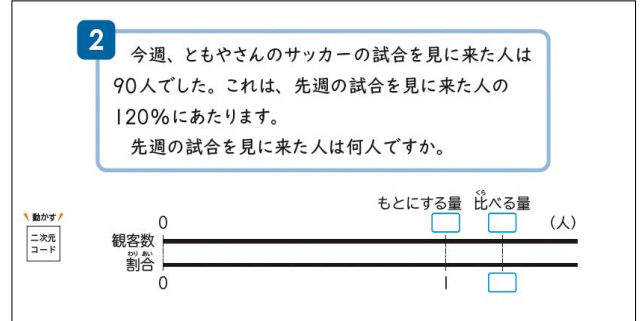 2
今週、ともやさんのサッカーの試合を見に来た人は
90人でした。これは、先週の試合を見に来た人の
120%にあたります。
先週の試合を見に来た人は何人ですか。
動かす
二次元
コード
もとにする量 比べる量
くら
0 (人)
観客数
割合
わりあい
0 1